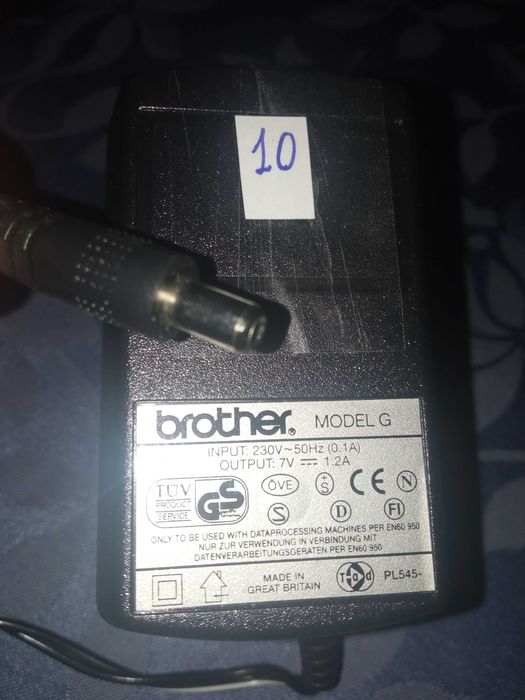 10
brother. MODEL G
INPUT: 230V~50Hz (0.1A)
OUTPUT: 7V ⎓ 1.2A
TÜV
PRODUCT
SERVICE
GS
ÖVE
+S
CE
N
S
D
FI
ONLY TO BE USED WITH DATAPROCESSING MACHINES PER EN60 950
NUR ZUR VERWENDUNG IN VERBINDUNG MIT
DATENVERARBEITUNGSGERATEN PER EN60 950
MADE IN
GREAT BRITAIN
PL545-